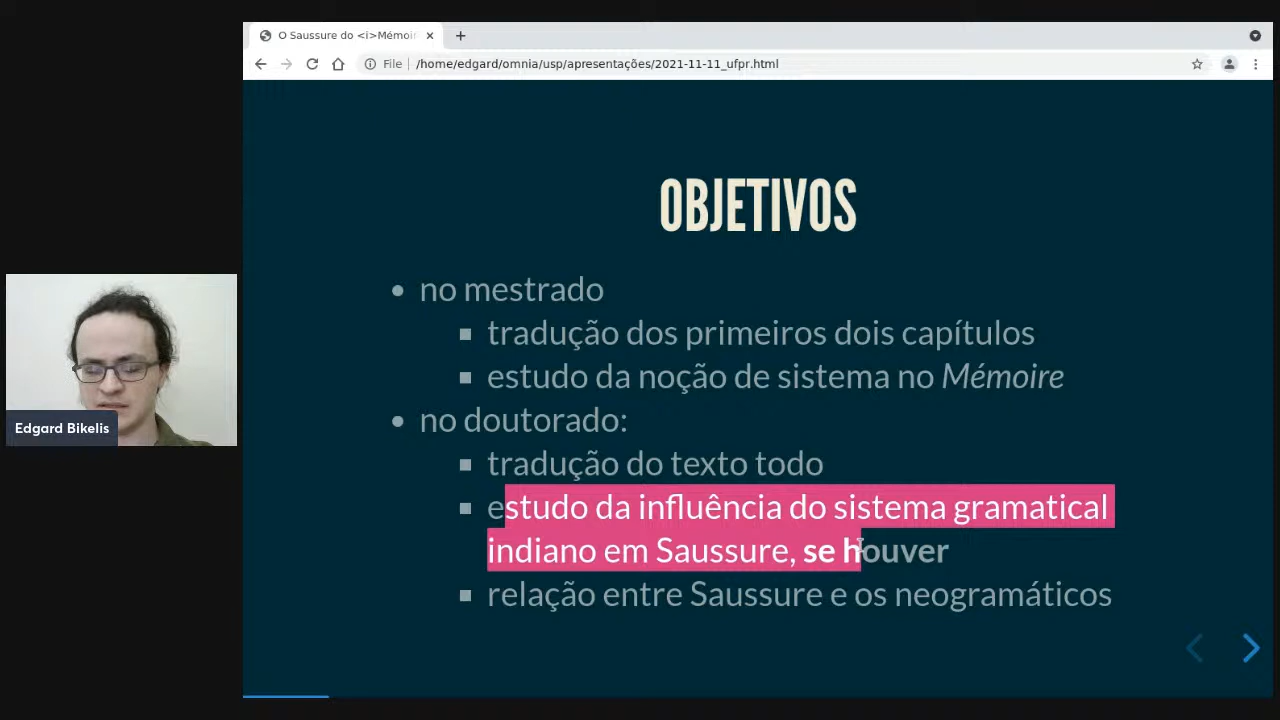 O Saussure do <i>Mémoir
File
/home/edgard/omnia/usp/apresentações/2021-11-11_ufpr.html
OBJETIVOS
no mestrado
tradução dos primeiros dois capítulos
estudo da noção de sistema no Mémoire
no doutorado:
tradução do texto todo
estudo da influência do sistema gramatical
indiano em Saussure, se houver
relação entre Saussure e os neogramáticos
Edgard Bikelis